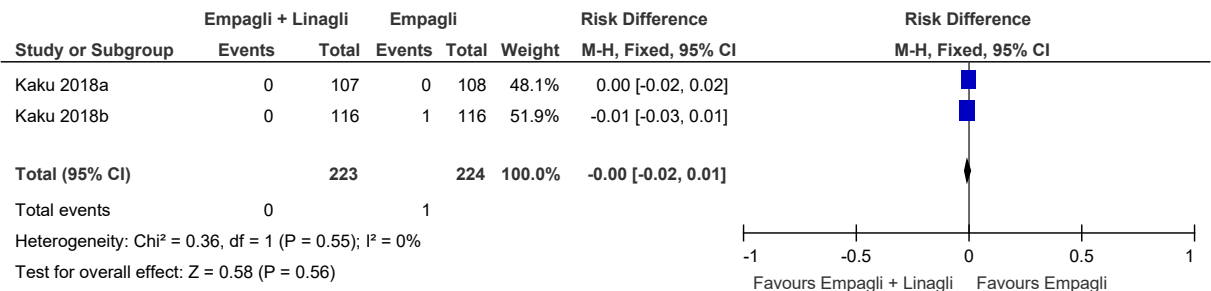 Empagli + Linagli Empagli Risk Difference Risk Difference
Study or Subgroup Events Total Events Total Weight M-H, Fixed, 95% CI M-H, Fixed, 95% CI
Kaku 2018a 0 107 0 108 48.1% 0.00 [-0.02, 0.02]
Kaku 2018b 0 116 1 116 51.9% -0.01 [-0.03, 0.01]
Total (95% CI) 223 224 100.0% -0.00 [-0.02, 0.01]
Total events 0 1
Heterogeneity: Chi² = 0.36, df = 1 (P = 0.55); I² = 0%
Test for overall effect: Z = 0.58 (P = 0.56)
-1 -0.5 0 0.5 1
Favours Empagli + Linagli Favours Empagli